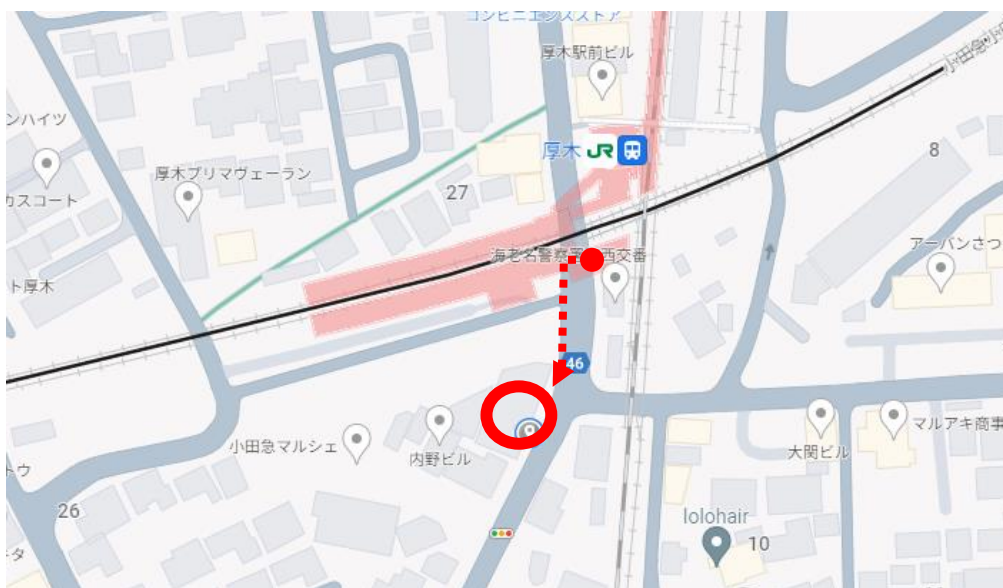 コンビニエンスストア
厚木駅前ビル
小田急小
ンハイツ
厚木 JR
8
厚木プリマヴェーラン
カスコート
27
アーバンさつ
海老名警察署 西交番
ト厚木
46
マルアキ商事
小田急マルシェ
内野ビル
大関ビル
トウ
26
lolohair
10
タ